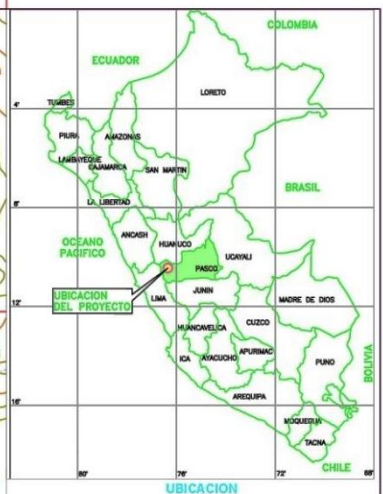 COLOMBIA
ECUADOR
LORETO
TUMBES
4'
PIURA
AMAZONAS
LAMBAYEQUE
CAJAMARCA
SAN MARTIN
BRASIL
LA LIBERTAD
8'
ANCASH
HUANUCO
OCEANO
PACIFICO
UCAYALI
PASCO
UBICACION
DEL PROYECTO
LIMA
JUNIN
MADRE DE DIOS
12'
HUANCAVELICA
CUZCO
ICA
AYACUCHO
APURIMAC
PUNO
BOLIVIA
AREQUIPA
16'
MOQUEGUA
TACNA
CHILE
80'
76'
72'
68'
UBICACION